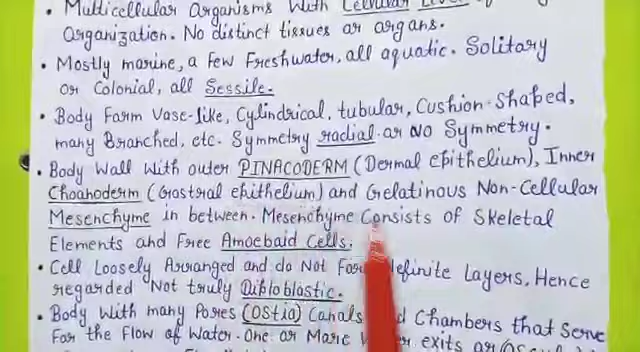 • Multicellular Organisms With Cellular Level of
Organization. No distinct tissues or organs.
• Mostly marine, a few Freshwater, all aquatic. Solitary
or Colonial, all Sessile.
• Body Form Vase-like, Cylindrical, tubular, Cushion-Shaped,
many Branched, etc. Symmetry radial or No Symmetry.
• Body Wall With outer PINACODERM (Dermal epithelium), Inner
Choanoderm (Gastral epithelium) and Gelatinous Non-Cellular
Mesenchyme in between. Mesenchyme Consists of Skeletal
Elements and Free Amoeboid Cells.
• Cell Loosely Arranged and do Not definite Layers, Hence
regarded Not truly Diploblastic.
• Body With many Pores (Ostia) Canals Chambers that Serve
For the Flow of Water. One or More exits or